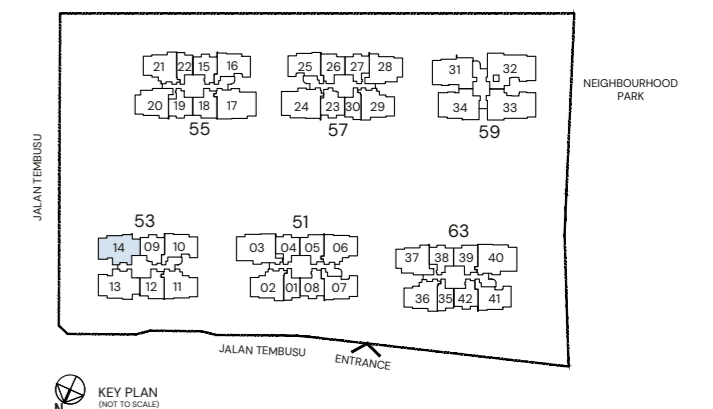 21 22 15 16
25 26 27 28
31 32
20 19 18 17
24 23 30 29
34 33
55
57
59
NEIGHBOURHOOD
PARK
JALAN TEMBUSU
53
51
63
14 09 10
03 04 05 06
37 38 39 40
13 12 11
02 01 08 07
36 35 42 41
JALAN TEMBUSU
ENTRANCE
N
KEY PLAN
(NOT TO SCALE)